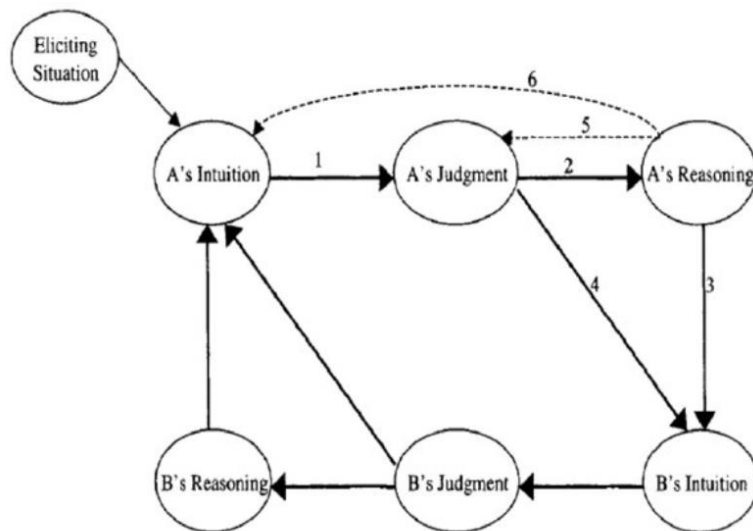 Eliciting
Situation
6
5
A's Intuition
1
A's Judgment
2
A's Reasoning
4
3
B's Reasoning
B's Judgment
B's Intuition